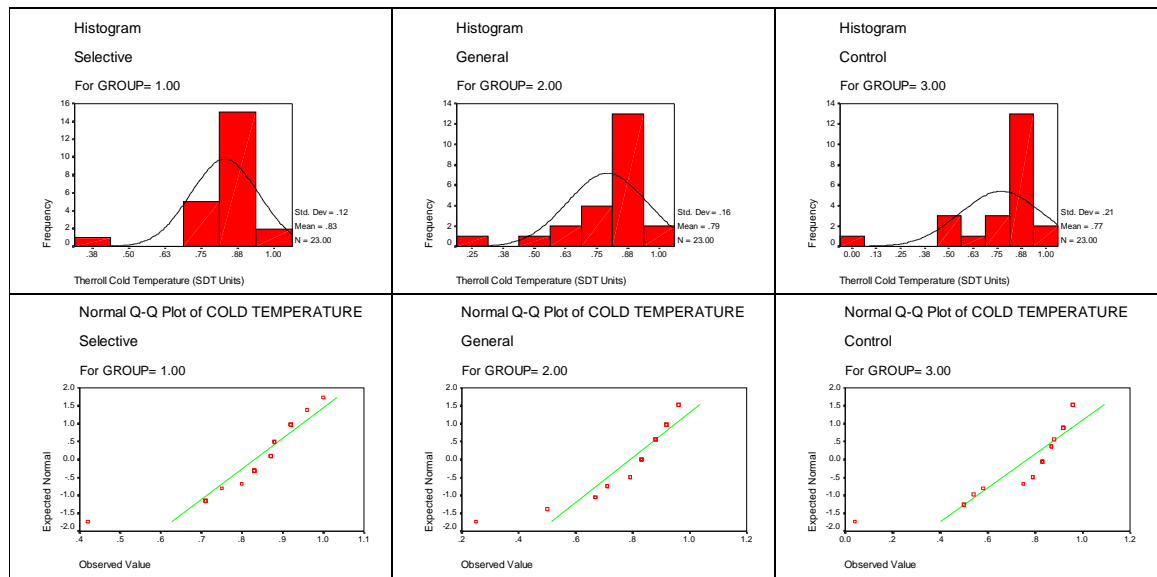 Histogram
Selective
For GROUP= 1.00
16
14
12
10
8
6
4
2
0
Frequency
.38 .50 .63 .75 .88 1.00
Std. Dev = .12
Mean = .83
N = 23.00
Therroll Cold Temperature (SDT Units)
Histogram
General
For GROUP= 2.00
14
12
10
8
6
4
2
0
Frequency
.25 .38 .50 .63 .75 .88 1.00
Std. Dev = .16
Mean = .79
N = 23.00
Therroll Cold Temperature (SDT Units)
Histogram
Control
For GROUP= 3.00
14
12
10
8
6
4
2
0
Frequency
0.00 .13 .25 .38 .50 .63 .75 .88 1.00
Std. Dev = .21
Mean = .77
N = 23.00
Therroll Cold Temperature (SDT Units)
Normal Q-Q Plot of COLD TEMPERATURE
Selective
For GROUP= 1.00
2.0
1.5
1.0
.5
0.0
-.5
-1.0
-1.5
-2.0
Expected Normal
.4 .5 .6 .7 .8 .9 1.0 1.1
Observed Value
Normal Q-Q Plot of COLD TEMPERATURE
General
For GROUP= 2.00
2.0
1.5
1.0
.5
0.0
-.5
-1.0
-1.5
-2.0
Expected Normal
.2 .4 .6 .8 1.0 1.2
Observed Value
Normal Q-Q Plot of COLD TEMPERATURE
Control
For GROUP= 3.00
2.0
1.5
1.0
.5
0.0
-.5
-1.0
-1.5
-2.0
Expected Normal
0.0 .2 .4 .6 .8 1.0 1.2
Observed Value